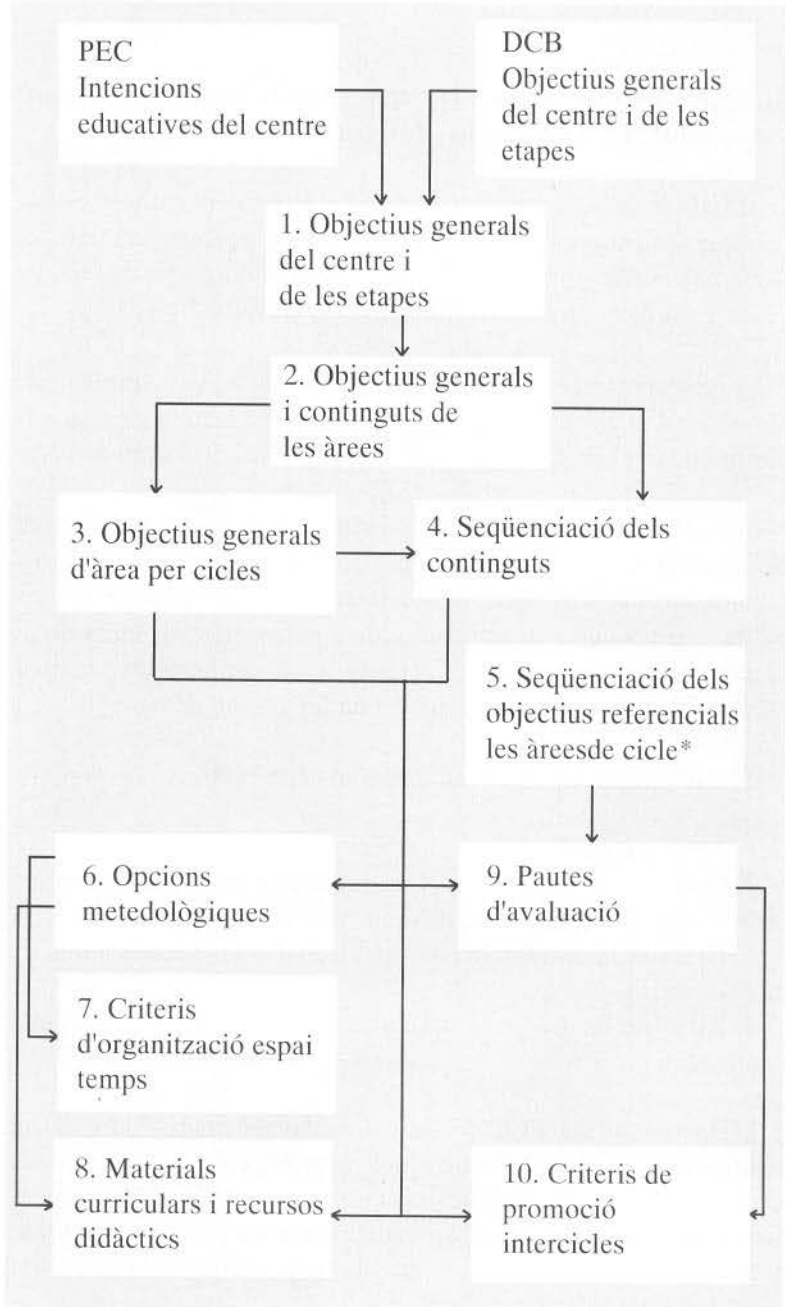 PEC
Intencions
educatives del centre
DCB
Objectius generals
del centre i de les
etapes
1. Objectius generals
del centre i
de les etapes
2. Objectius generals
i continguts de
les àrees
3. Objectius generals
d'àrea per cicles
4. Seqüenciació dels
continguts
5. Seqüenciació dels
objectius referencials
les àreesde cicle*
6. Opcions
metedològiques
9. Pautes
d'avaluació
7. Criteris
d'organització espai
temps
8. Materials
curriculars i recursos
didàctics
10. Criteris de
promoció
intercicles